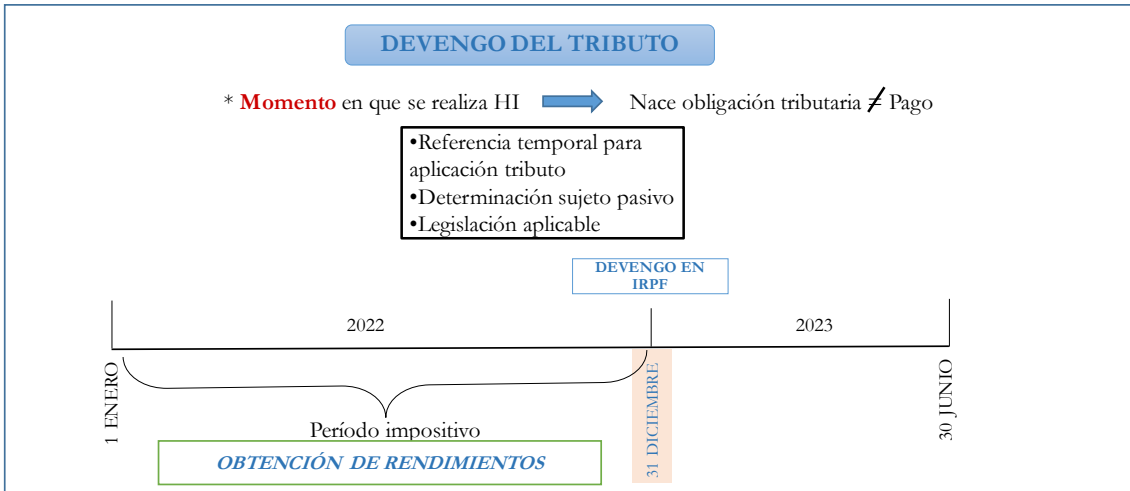 DEVENGO DEL TRIBUTO
* Momento en que se realiza HI
Nace obligación tributaria ≠ Pago
•Referencia temporal para
aplicación tributo
•Determinación sujeto pasivo
•Legislación aplicable
DEVENGO EN
IRPF
2022
2023
1 ENERO
31 DICIEMBRE
30 JUNIO
Período impositivo
OBTENCIÓN DE RENDIMIENTOS